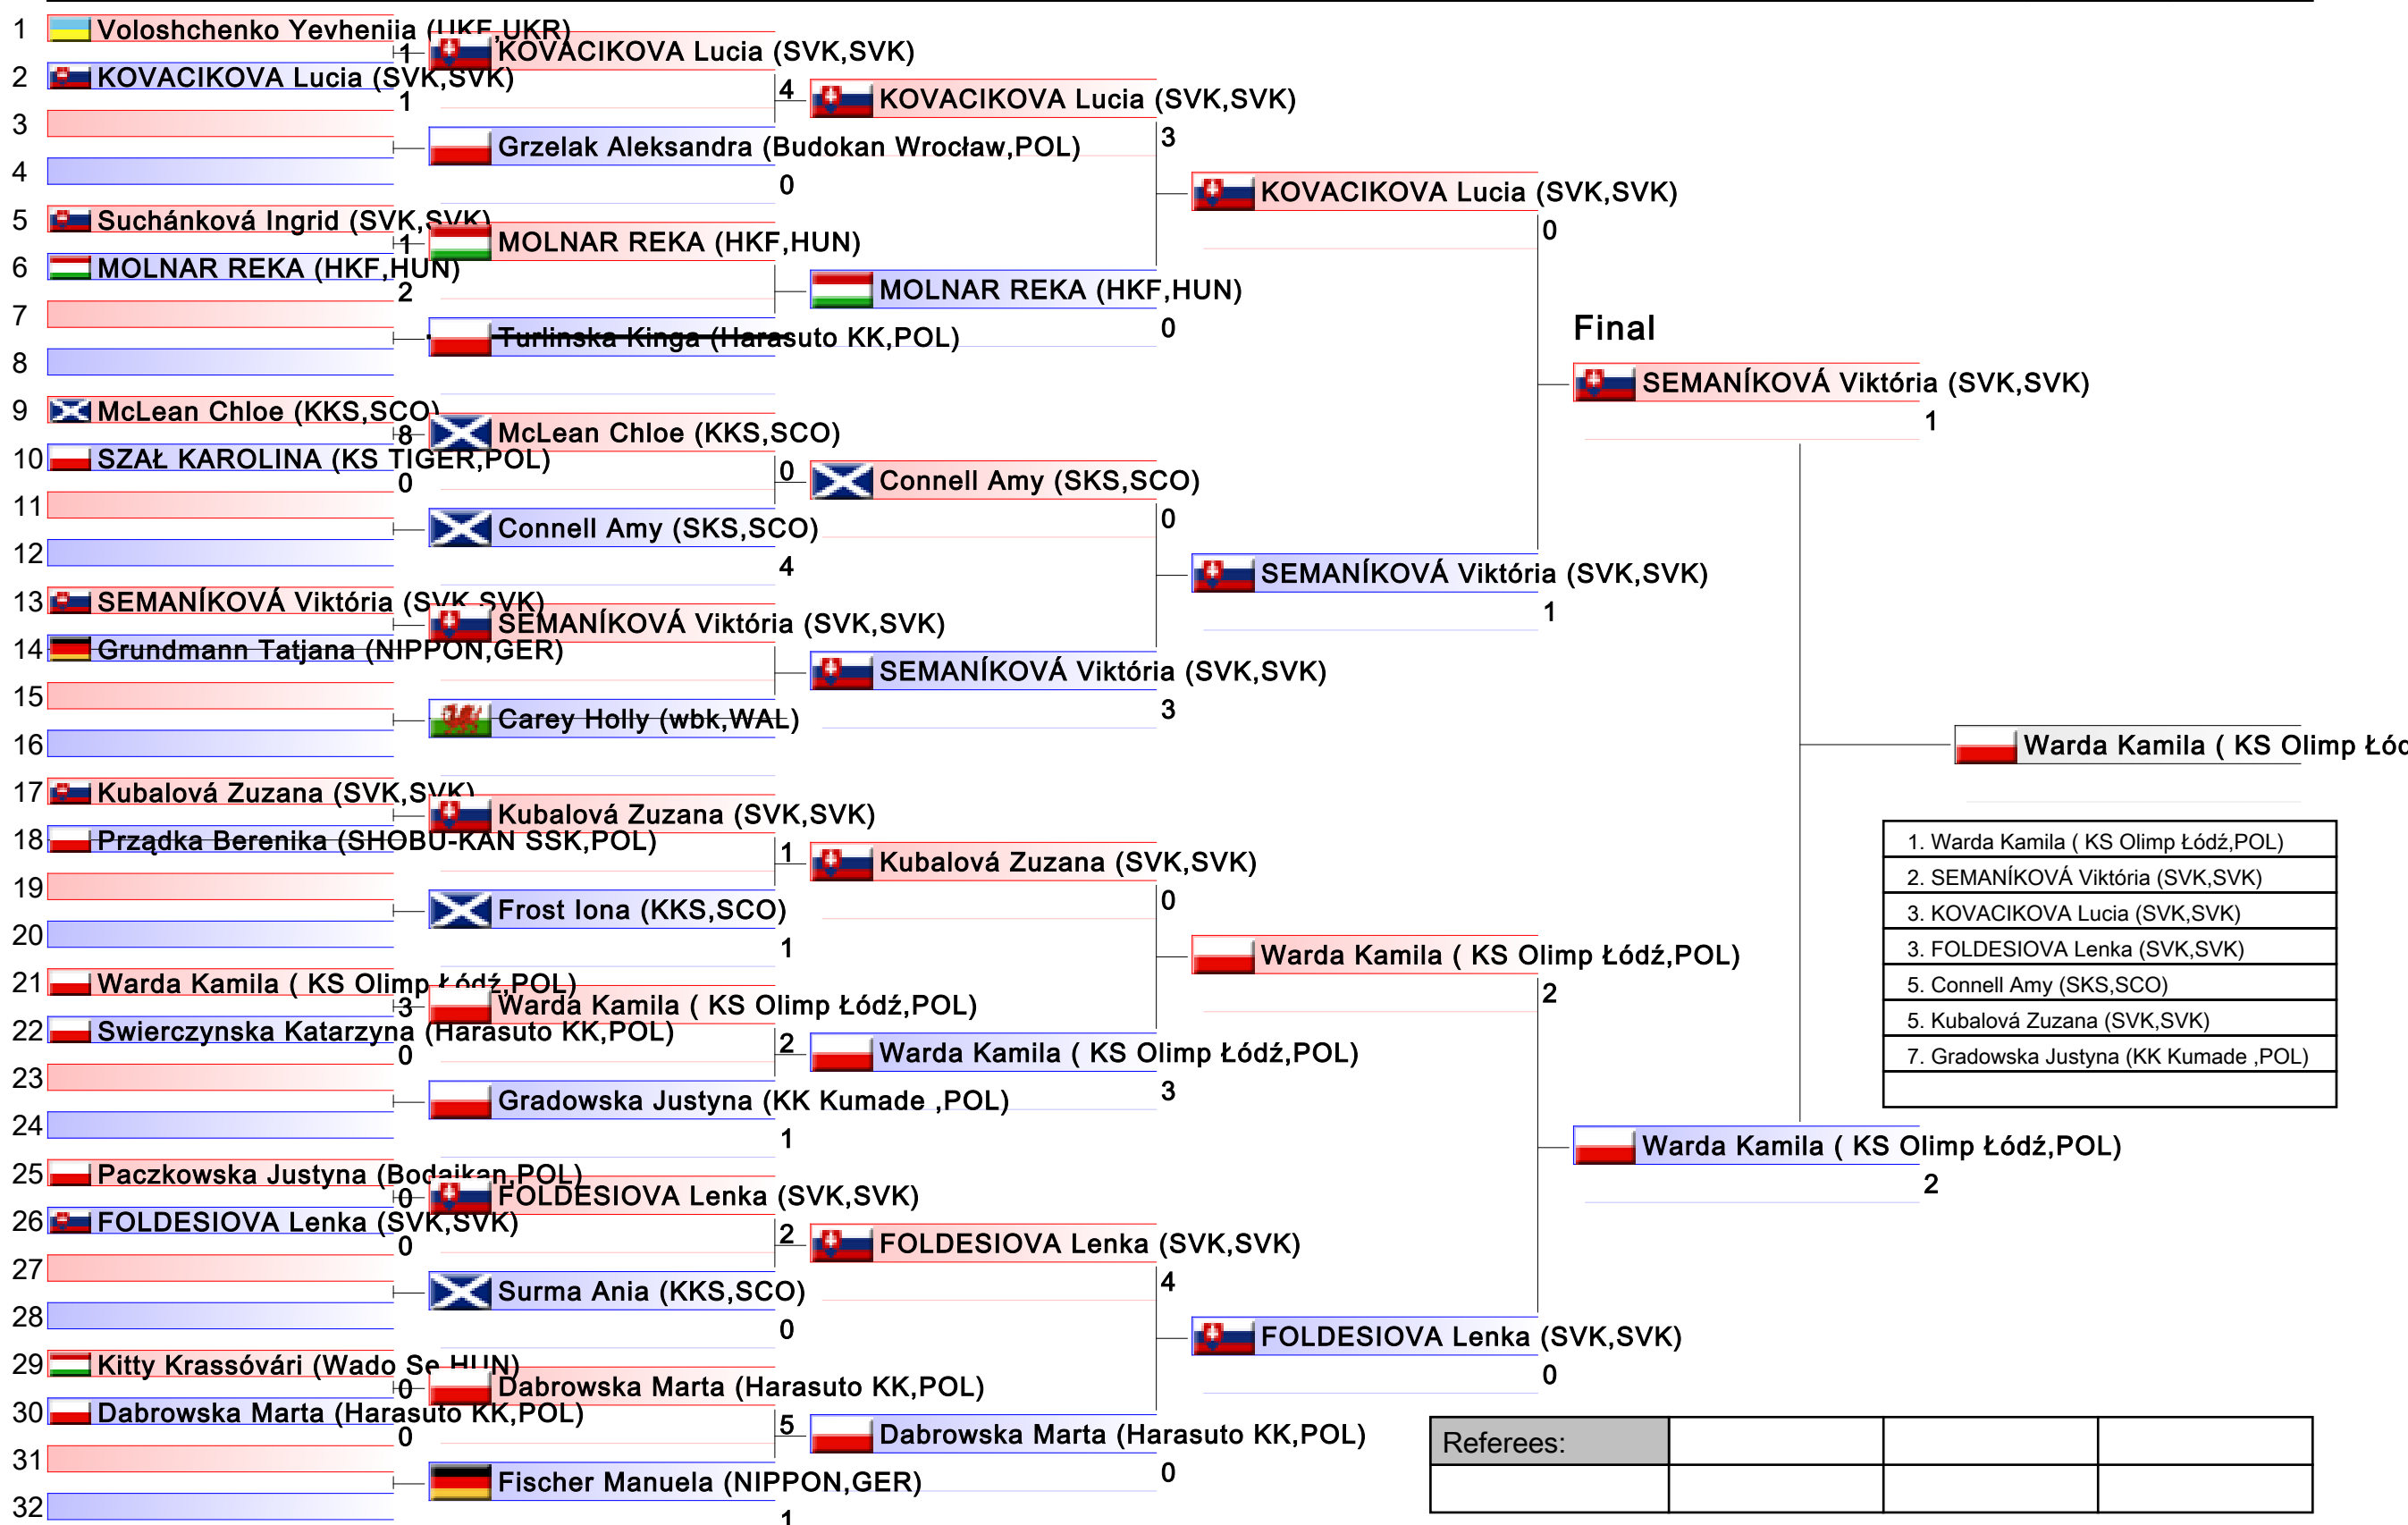 1 Voloshchenko Yevheniia (UKF,UKR)
1
2 KOVACIKOVA Lucia (SVK,SVK)
1
3
4
5 Suchánková Ingrid (SVK,SVK)
1
6 MOLNAR REKA (HKF,HUN)
2
7
8
9 McLean Chloe (KKS,SCO)
8
10 SZAŁ KAROLINA (KS TIGER,POL)
0
11
12
13 SEMANÍKOVÁ Viktória (SVK,SVK)
14 Grundmann Tatjana (NIPPON,GER)
15
16
17 Kubalová Zuzana (SVK,SVK)
18 Prządka Berenika (SHOBU-KAN SSK,POL)
19
20
21 Warda Kamila ( KS Olimp Łódź,POL)
3
22 Swierczynska Katarzyna (Harasuto KK,POL)
0
23
24
25 Paczkowska Justyna (Bodaikan,POL)
0
26 FOLDESIOVA Lenka (SVK,SVK)
0
27
28
29 Kitty Krassóvári (Wado Se,HUN)
0
30 Dabrowska Marta (Harasuto KK,POL)
0
31
32
KOVACIKOVA Lucia (SVK,SVK)
4
Grzelak Aleksandra (Budokan Wrocław,POL)
0
MOLNAR REKA (HKF,HUN)
Turlinska Kinga (Harasuto KK,POL)
McLean Chloe (KKS,SCO)
0
Connell Amy (SKS,SCO)
4
SEMANÍKOVÁ Viktória (SVK,SVK)
Carey Holly (wbk,WAL)
Kubalová Zuzana (SVK,SVK)
1
Frost Iona (KKS,SCO)
1
Warda Kamila ( KS Olimp Łódź,POL)
2
Gradowska Justyna (KK Kumade ,POL)
1
FOLDESIOVA Lenka (SVK,SVK)
2
Surma Ania (KKS,SCO)
0
Dabrowska Marta (Harasuto KK,POL)
5
Fischer Manuela (NIPPON,GER)
1
KOVACIKOVA Lucia (SVK,SVK)
3
MOLNAR REKA (HKF,HUN)
0
Connell Amy (SKS,SCO)
0
SEMANÍKOVÁ Viktória (SVK,SVK)
3
Kubalová Zuzana (SVK,SVK)
0
Warda Kamila ( KS Olimp Łódź,POL)
3
FOLDESIOVA Lenka (SVK,SVK)
4
Dabrowska Marta (Harasuto KK,POL)
0
KOVACIKOVA Lucia (SVK,SVK)
0
SEMANÍKOVÁ Viktória (SVK,SVK)
1
Warda Kamila ( KS Olimp Łódź,POL)
2
FOLDESIOVA Lenka (SVK,SVK)
0
Final
SEMANÍKOVÁ Viktória (SVK,SVK)
1
Warda Kamila ( KS Olimp Łódź,POL)
2
Warda Kamila ( KS Olimp Łód
1. Warda Kamila ( KS Olimp Łódź,POL)
2. SEMANÍKOVÁ Viktória (SVK,SVK)
3. KOVACIKOVA Lucia (SVK,SVK)
3. FOLDESIOVA Lenka (SVK,SVK)
5. Connell Amy (SKS,SCO)
5. Kubalová Zuzana (SVK,SVK)
7. Gradowska Justyna (KK Kumade ,POL)
Referees: